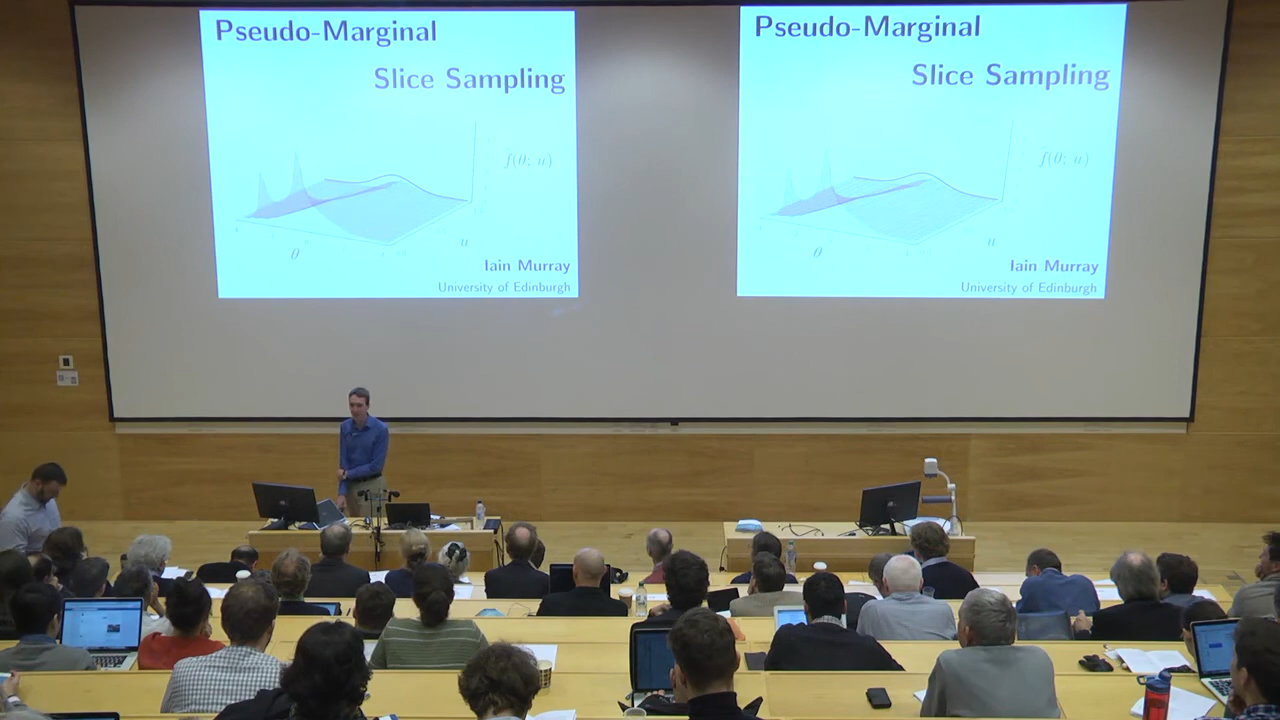 Pseudo-Marginal
Slice Sampling
f(θ; u)
θ
u
Iain Murray
University of Edinburgh
Pseudo-Marginal
Slice Sampling
f(θ; u)
θ
u
Iain Murray
University of Edinburgh